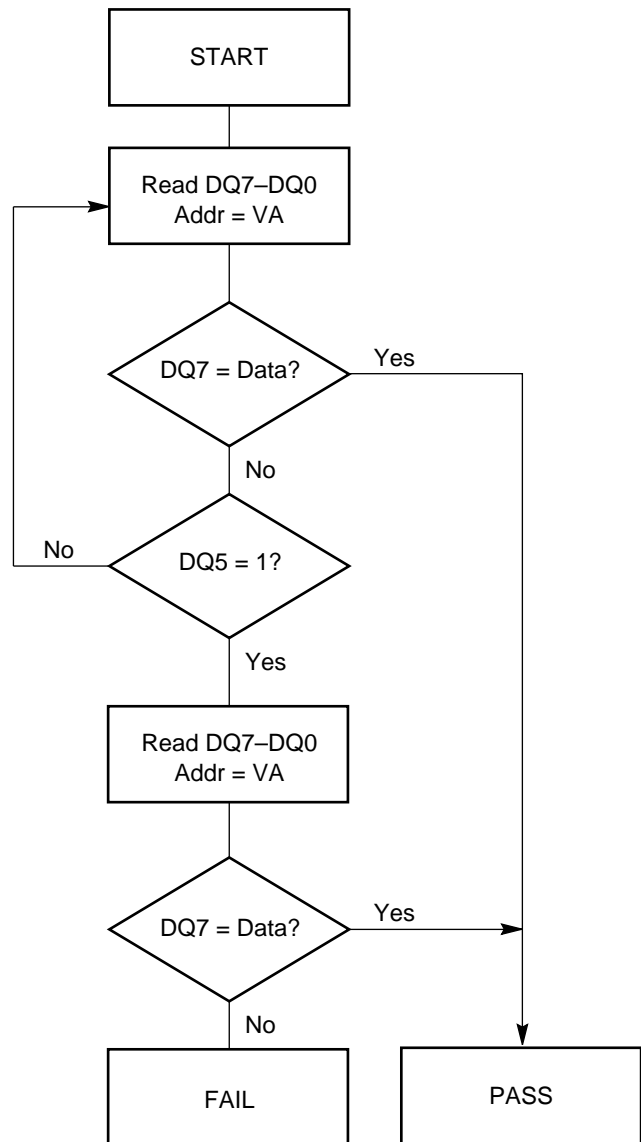 START
Read DQ7–DQ0
Addr = VA
DQ7 = Data?
Yes
No
No
DQ5 = 1?
Yes
Read DQ7–DQ0
Addr = VA
DQ7 = Data?
Yes
No
FAIL
PASS